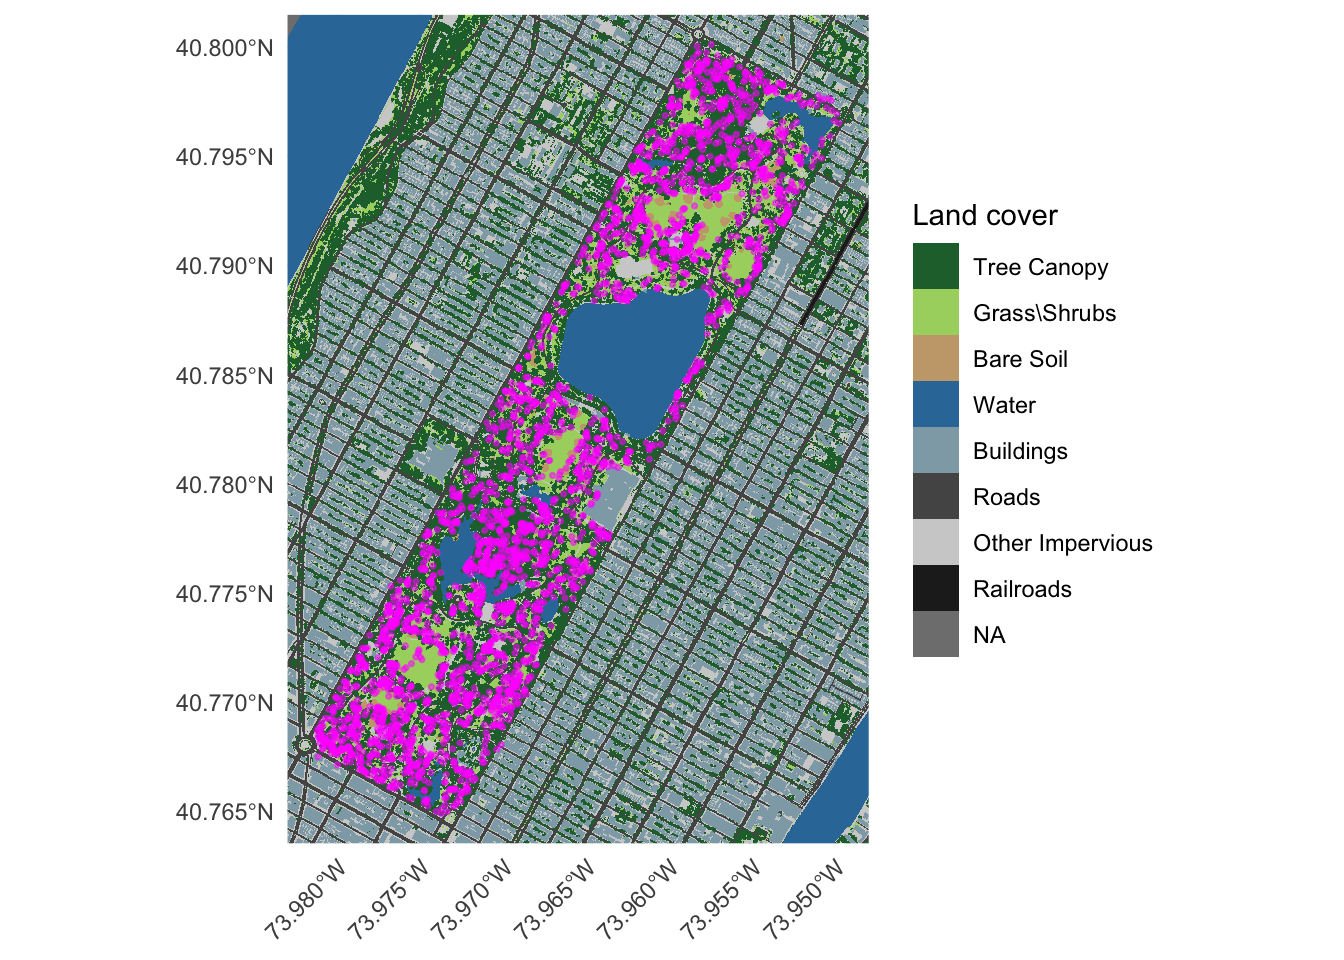 40.800°N
40.795°N
40.790°N
40.785°N
40.780°N
40.775°N
40.770°N
40.765°N
73.980°W
73.975°W
73.970°W
73.965°W
73.960°W
73.955°W
73.950°W
Land cover
Tree Canopy
Grass\Shrubs
Bare Soil
Water
Buildings
Roads
Other Impervious
Railroads
NA